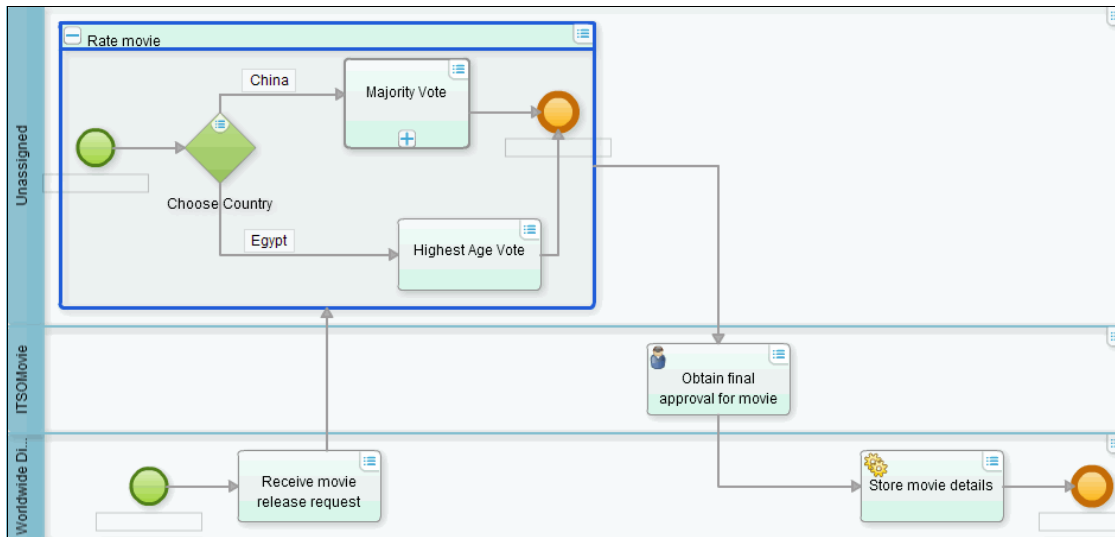 Unassigned
Rate movie
China
Majority Vote
Choose Country
Egypt
Highest Age Vote
ITSOMovie
Obtain final
approval for movie
Worldwide Di...
Receive movie
release request
Store movie details